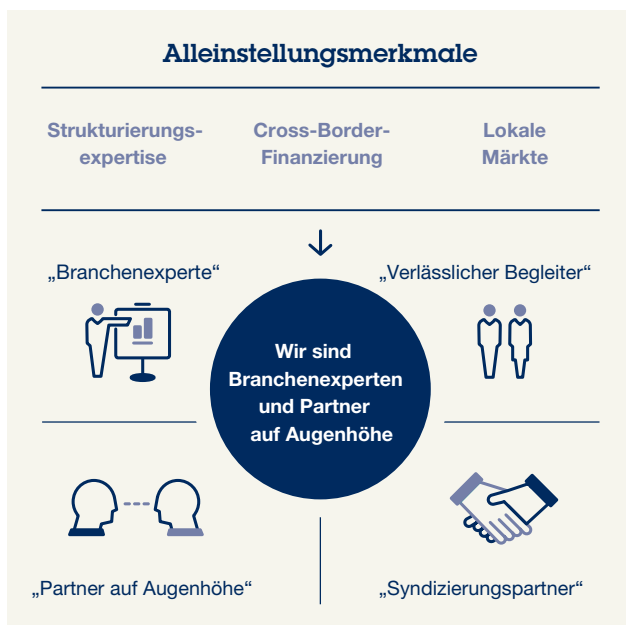 Alleinstellungsmerkmale
Strukturierungs-
expertise
Cross-Border-
Finanzierung
Lokale
Märkte
„Branchenexperte“
„Verlässlicher Begleiter“
Wir sind
Branchenexperten
und Partner
auf Augenhöhe
„Partner auf Augenhöhe“
„Syndizierungspartner“